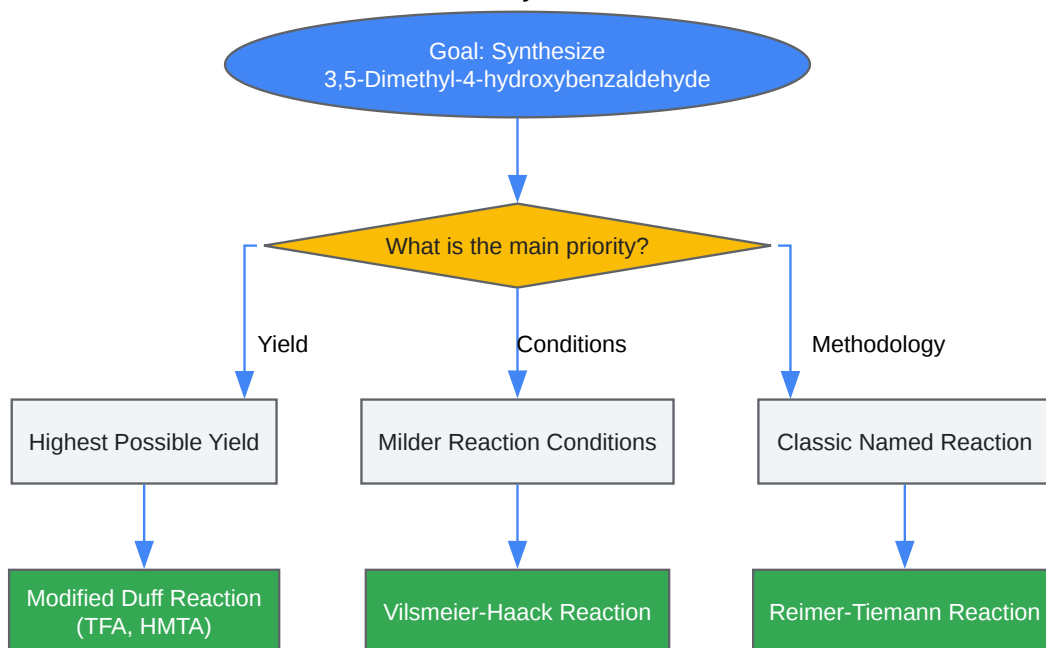 Goal: Synthesize
3,5-Dimethyl-4-hydroxybenzaldehyde
What is the main priority?
Yield
Conditions
Methodology
Highest Possible Yield
Milder Reaction Conditions
Classic Named Reaction
Modified Duff Reaction
(TFA, HMTA)
Vilsmeier-Haack Reaction
Reimer-Tiemann Reaction